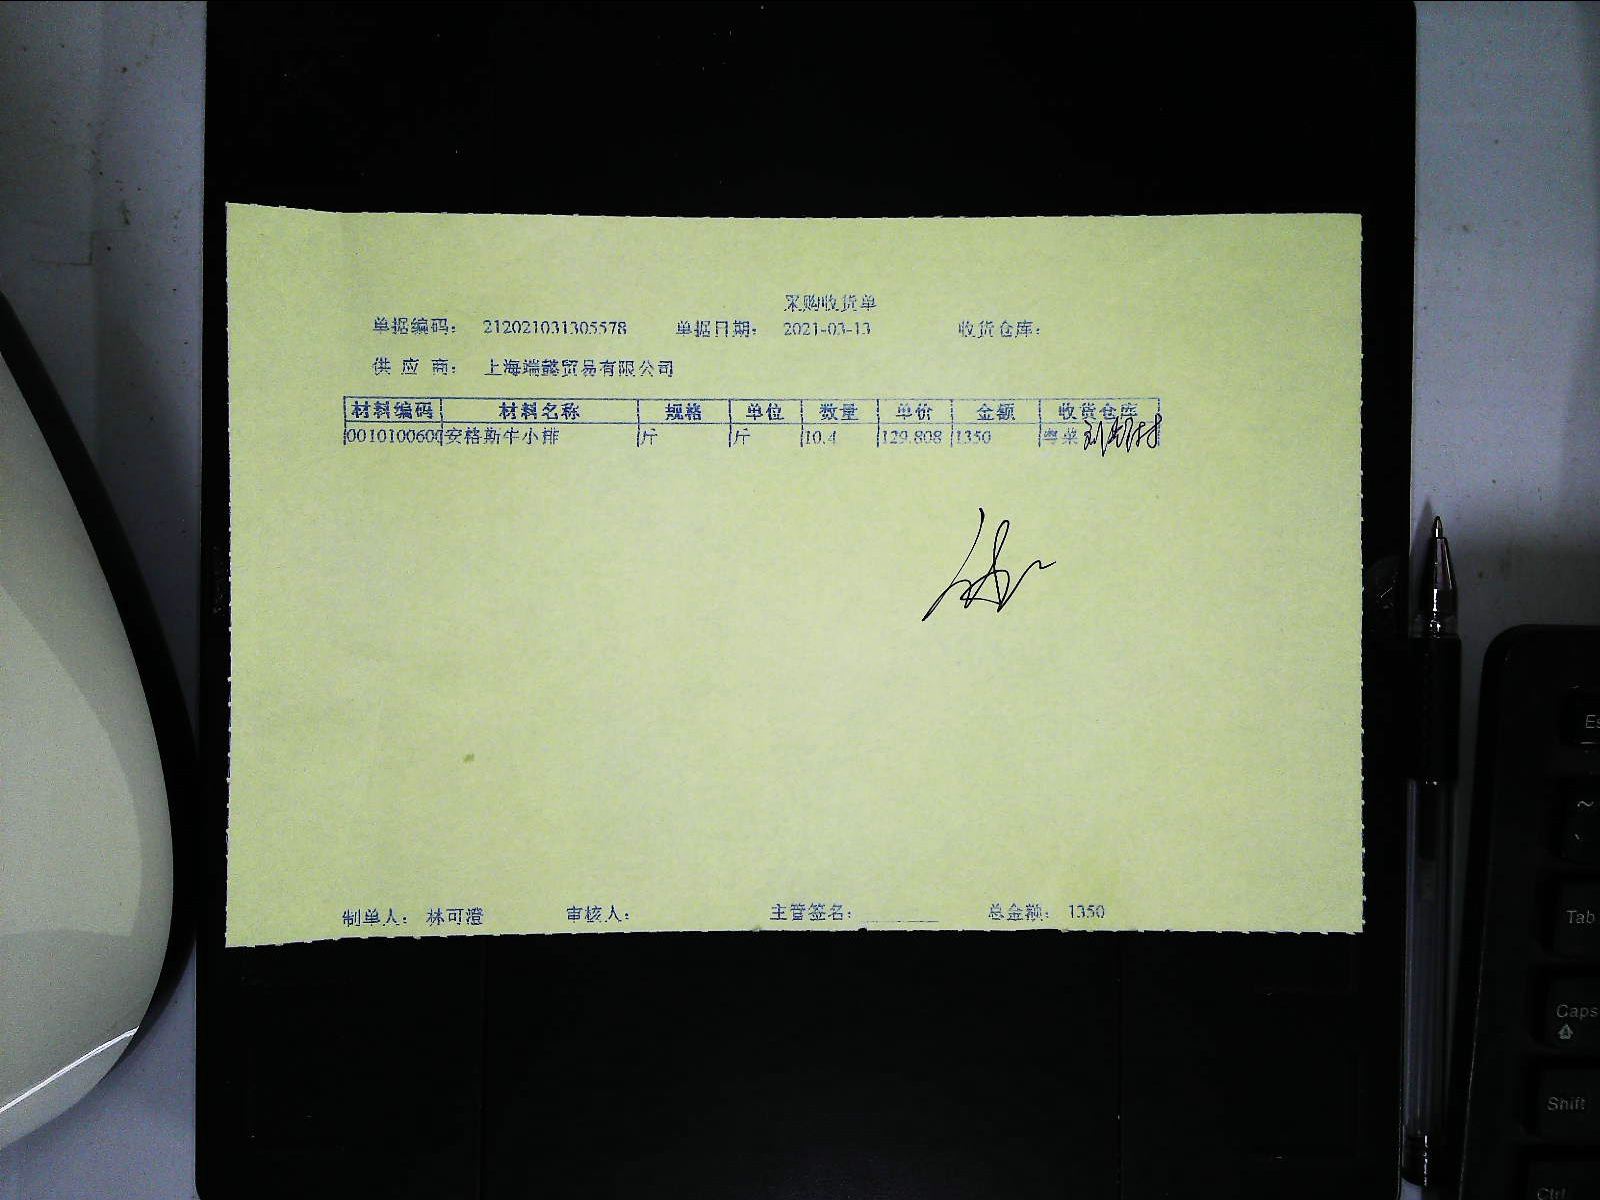 采购收货单
单据编码： 212021031305578 单据日期： 2021-03-13 收货仓库：
供 应 商： 上海端懿贸易有限公司
材料编码 材料名称 规格 单位 数量 单价 金额 收货仓库
0010100600 安格斯牛小排 斤 斤 10.4 129.808 1350 粤菜
制单人： 林可澄 审核人： 主管签名： 总金额： 1350
Tab
Caps
Shift